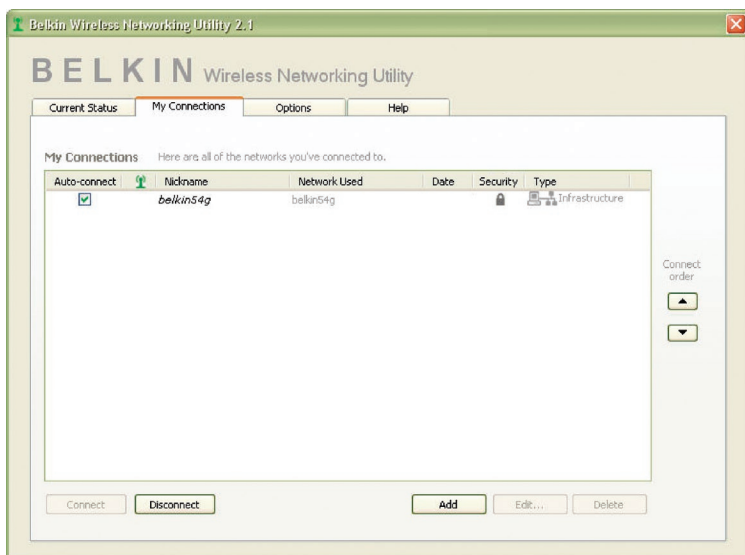 Belkin Wireless Networking Utility 2.1
BELKIN Wireless Networking Utility
Current Status My Connections Options Help
My Connections Here are all of the networks you've connected to.
Auto-connect Nickname Network Used Date Security Type
belkin54g belkin54g Infrastructure
Connect
order
Connect Disconnect Add Edit... Delete